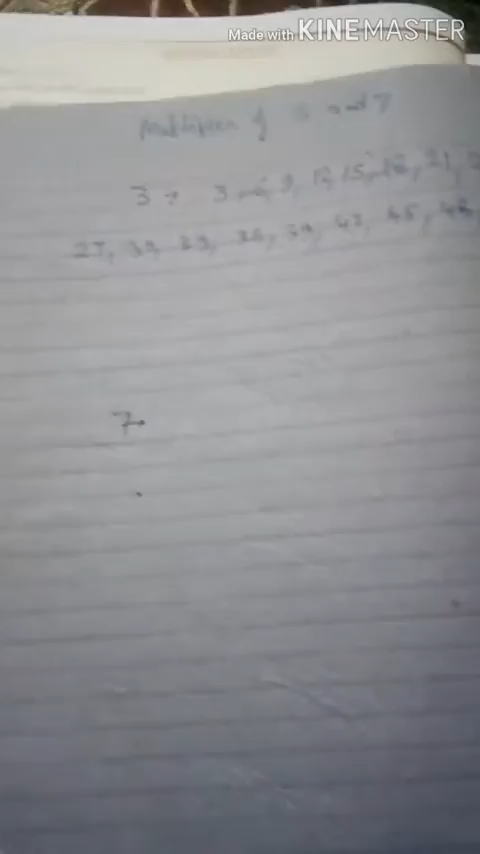 Made with KINEMASTER
Multiples of 3 and 7
3 → 3, 6, 9, 12, 15, 18, 21,
27, 30, 33, 36, 39, 42, 45, 48,
7